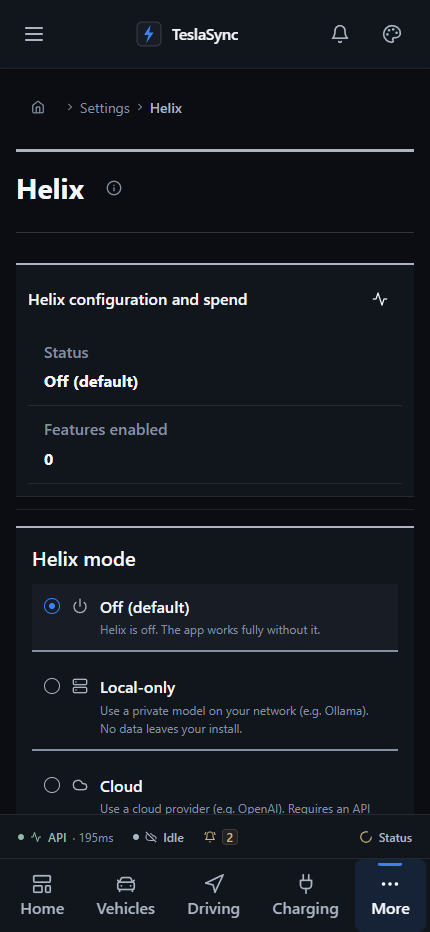 TeslaSync
Settings
Helix
Helix
Helix configuration and spend
Status
Off (default)
Features enabled
0
Helix mode
Off (default)
Helix is off. The app works fully without it.
Local-only
Use a private model on your network (e.g. Ollama).
No data leaves your install.
Cloud
Use a cloud provider (e.g. OpenAI). Requires an API
API · 195ms
Idle
2
Status
Home
Vehicles
Driving
Charging
More